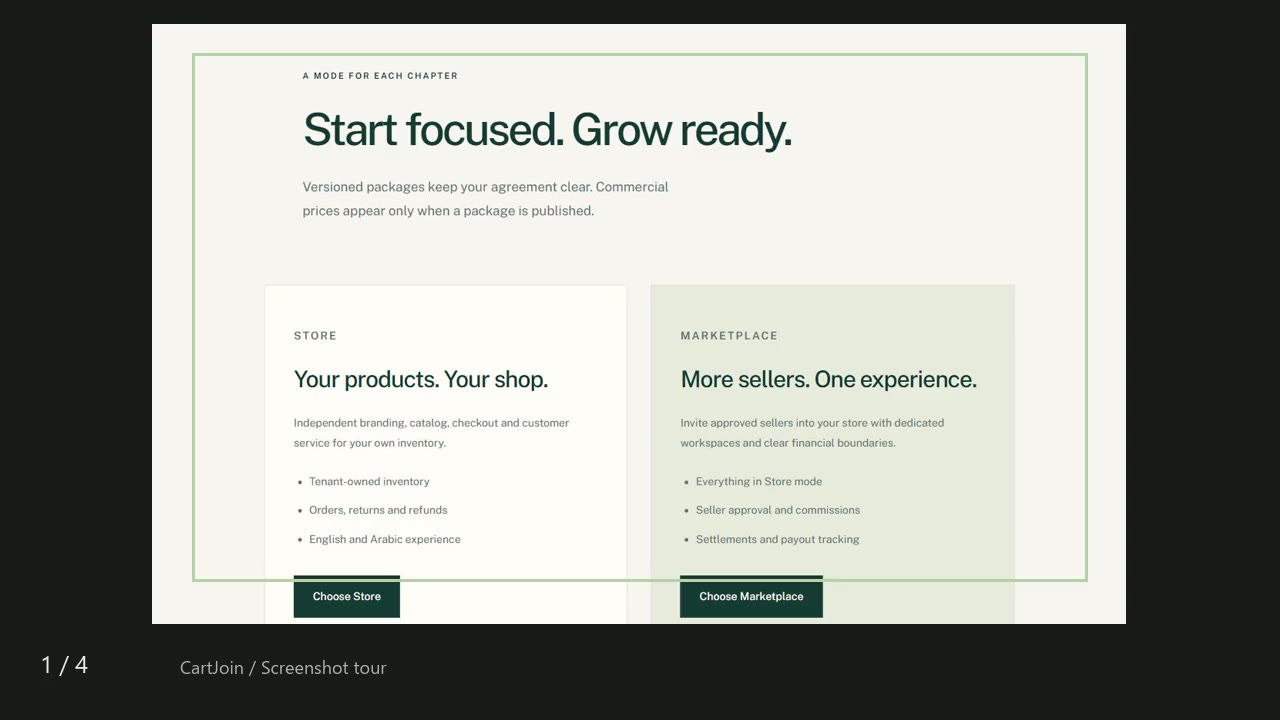 A MODE FOR EACH CHAPTER
Start focused. Grow ready.
Versioned packages keep your agreement clear. Commercial
prices appear only when a package is published.
STORE
Your products. Your shop.
Independent branding, catalog, checkout and customer
service for your own inventory.
• Tenant-owned inventory
• Orders, returns and refunds
• English and Arabic experience
Choose Store
MARKETPLACE
More sellers. One experience.
Invite approved sellers into your store with dedicated
workspaces and clear financial boundaries.
• Everything in Store mode
• Seller approval and commissions
• Settlements and payout tracking
Choose Marketplace
1 / 4
CartJoin / Screenshot tour